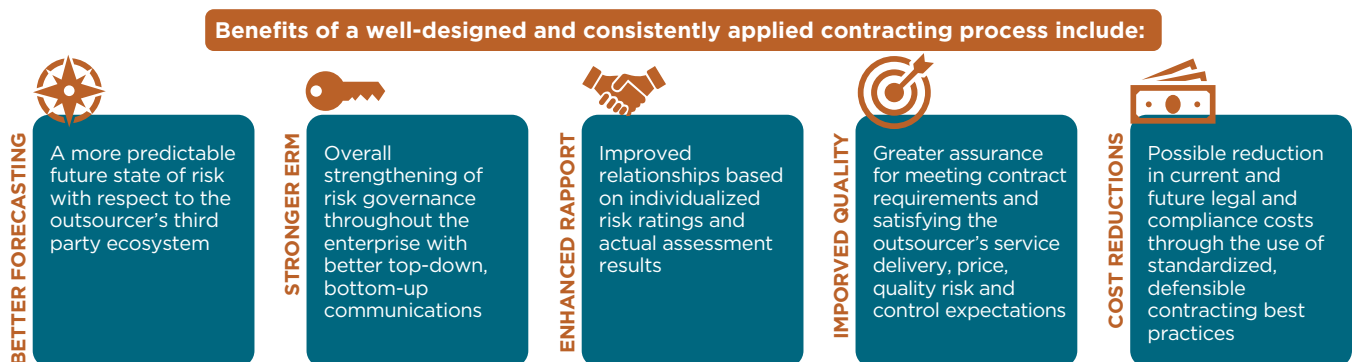 Benefits of a well-designed and consistently applied contracting process include:
BETTER FORECASTING
A more predictable
future state of risk
with respect to the
outsourcer's third
party ecosystem
STRONGER ERM
Overall
strengthening of
risk governance
throughout the
enterprise with
better top-down,
bottom-up
communications
ENHANCED RAPPORT
Improved
relationships based
on individualized
risk ratings and
actual assessment
results
IMPORVED QUALITY
Greater assurance
for meeting contract
requirements and
satisfying the
outsourcer's service
delivery, price,
quality risk and
control expectations
COST REDUCTIONS
Possible reduction
in current and
future legal and
compliance costs
through the use of
standardized,
defensible
contracting best
practices